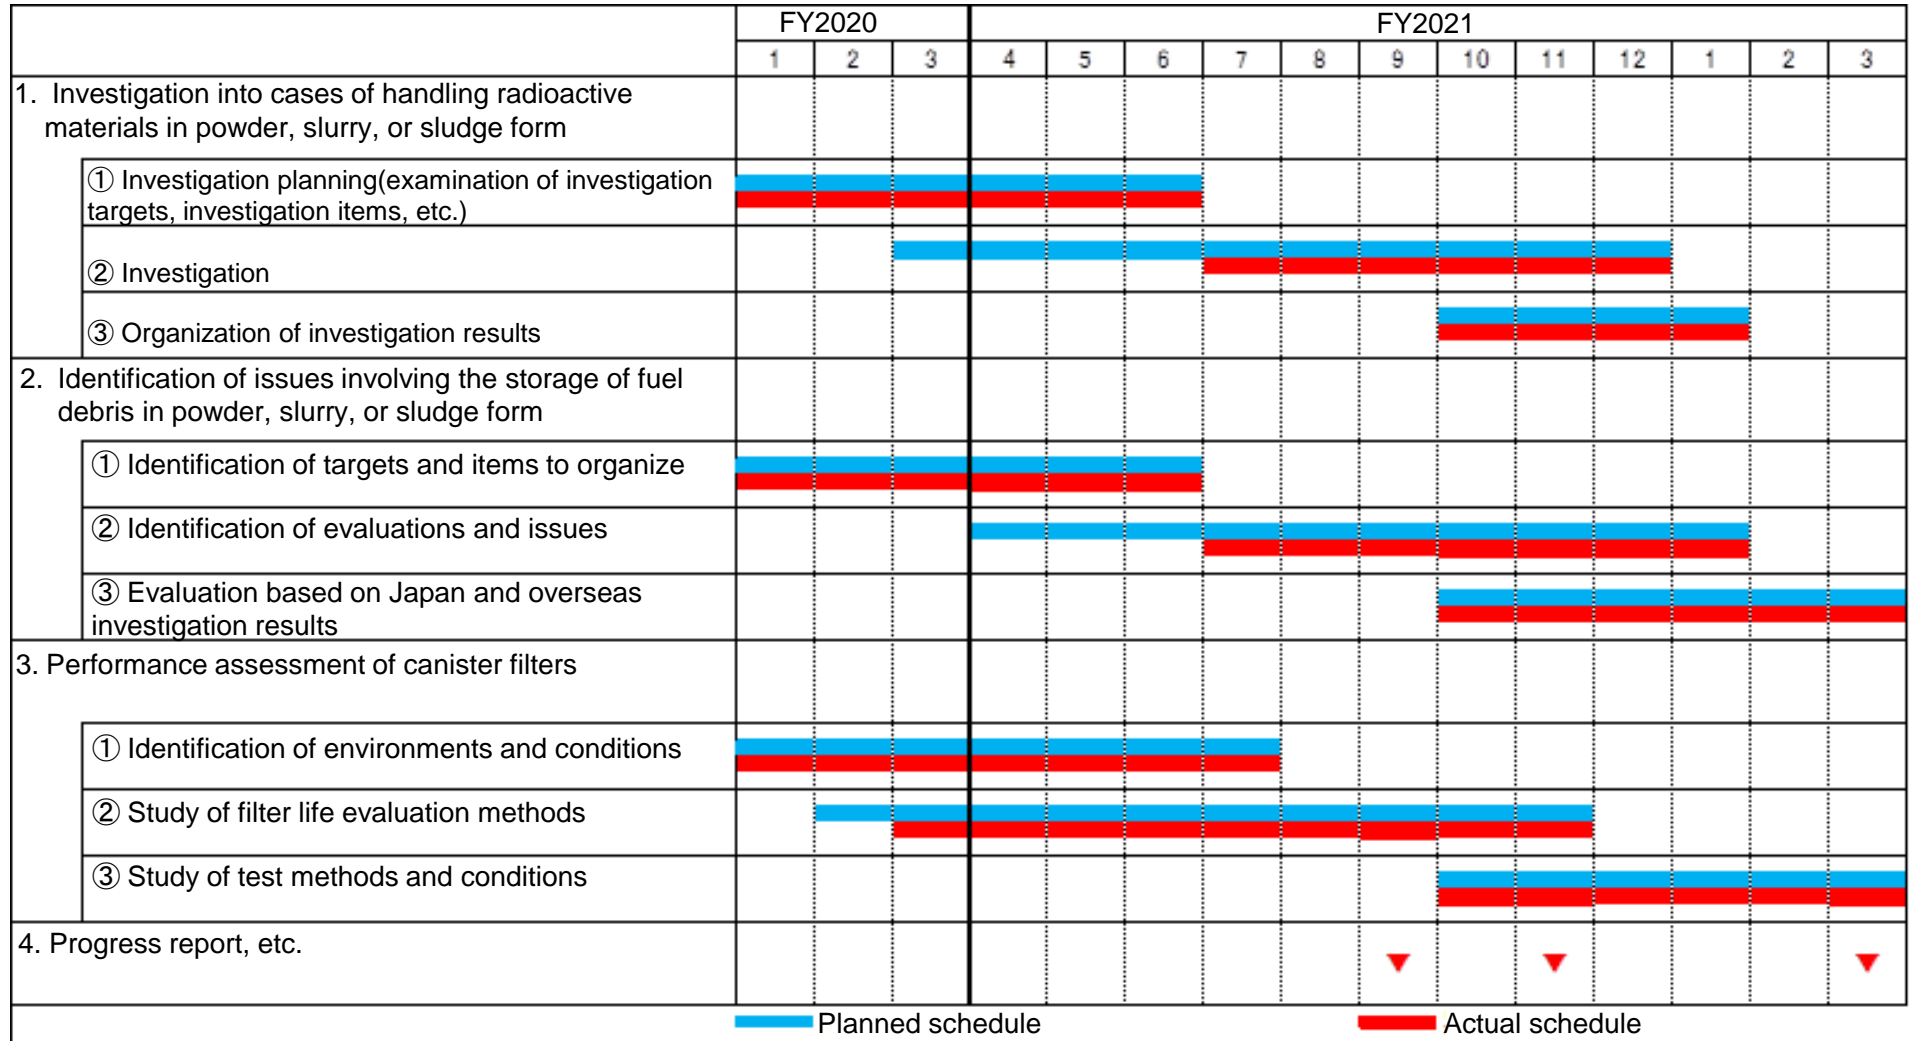 FY2020 FY2021
1 2 3 4 5 6 7 8 9 10 11 12 1 2 3
1. Investigation into cases of handling radioactive
materials in powder, slurry, or sludge form
① Investigation planning(examination of investigation
targets, investigation items, etc.)
② Investigation
③ Organization of investigation results
2. Identification of issues involving the storage of fuel
debris in powder, slurry, or sludge form
① Identification of targets and items to organize
② Identification of evaluations and issues
③ Evaluation based on Japan and overseas
investigation results
3. Performance assessment of canister filters
① Identification of environments and conditions
② Study of filter life evaluation methods
③ Study of test methods and conditions
4. Progress report, etc.
Planned schedule Actual schedule